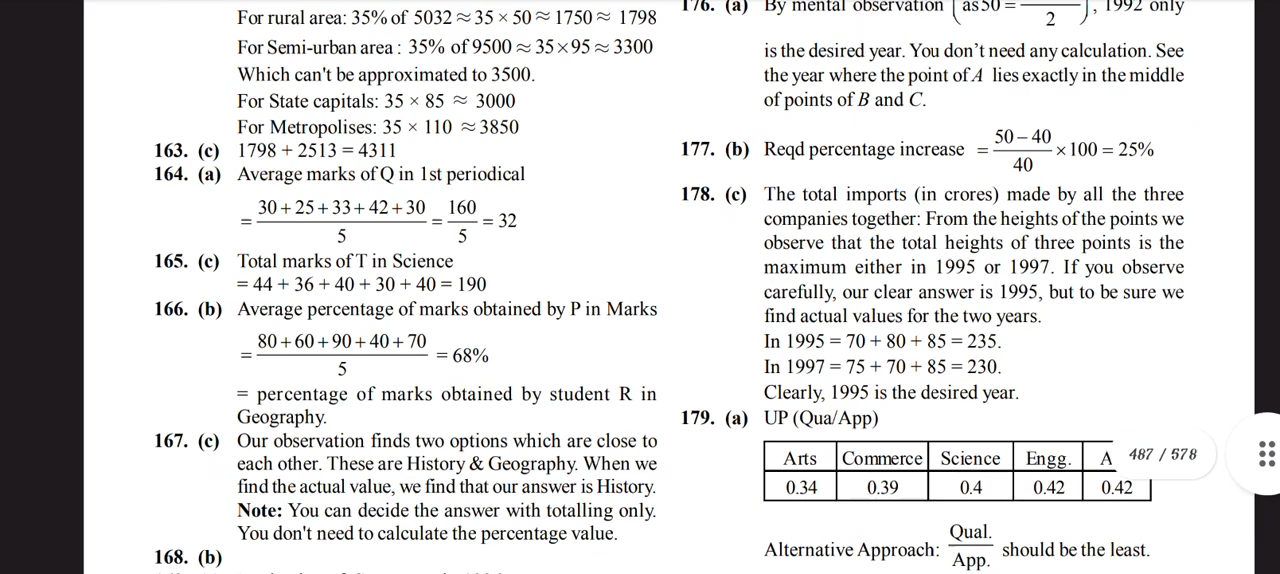 For rural area: 35% of 5032 ≈ 35 × 50 ≈ 1750 ≈ 1798
For Semi-urban area : 35% of 9500 ≈ 35×95 ≈ 3300
Which can't be approximated to 3500.
For State capitals: 35 × 85 ≈ 3000
For Metropolises: 35 × 110 ≈ 3850
163. (c) 1798 + 2513 = 4311
164. (a) Average marks of Q in 1st periodical
= (30 + 25 + 33 + 42 + 30)/5 = 160/5 = 32
165. (c) Total marks of T in Science
= 44 + 36 + 40 + 30 + 40 = 190
166. (b) Average percentage of marks obtained by P in Marks
= (80 + 60 + 90 + 40 + 70)/5 = 68%
= percentage of marks obtained by student R in
Geography.
167. (c) Our observation finds two options which are close to
each other. These are History & Geography. When we
find the actual value, we find that our answer is History.
Note: You can decide the answer with totalling only.
You don't need to calculate the percentage value.
168. (b)
176. (a) By mental observation (as 50 = /2), 1992 only
is the desired year. You don't need any calculation. See
the year where the point of A lies exactly in the middle
of points of B and C.
177. (b) Reqd percentage increase = (50 – 40)/40 × 100 = 25%
178. (c) The total imports (in crores) made by all the three
companies together: From the heights of the points we
observe that the total heights of three points is the
maximum either in 1995 or 1997. If you observe
carefully, our clear answer is 1995, but to be sure we
find actual values for the two years.
In 1995 = 70 + 80 + 85 = 235.
In 1997 = 75 + 70 + 85 = 230.
Clearly, 1995 is the desired year.
179. (a) UP (Qua/App)
Arts Commerce Science Engg. A
0.34 0.39 0.4 0.42 0.42
Alternative Approach: Qual./App. should be the least.
487 / 578